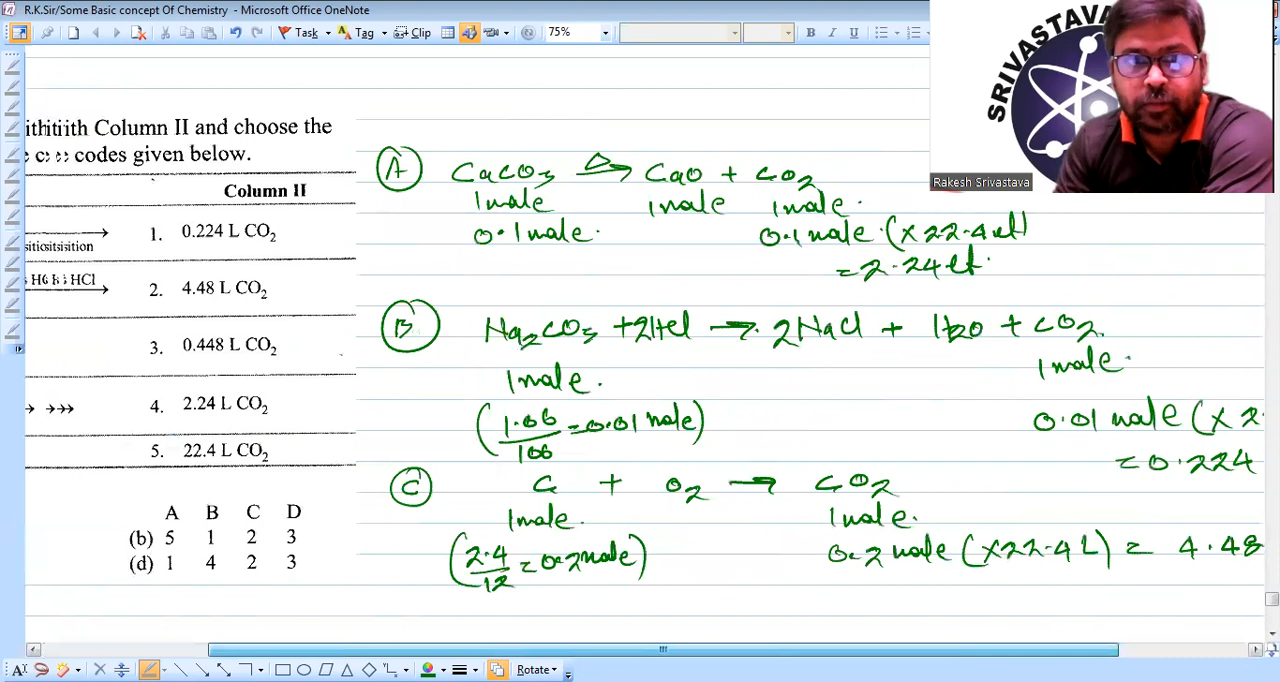 R.K.Sir/Some Basic concept Of Chemistry - Microsoft Office OneNote
Task
Tag
Clip
75%
B I U
SRIVASTAVA
Rakesh Srivastava
ithitiith Column II and choose the
codes given below.
Column II
1. 0.224 L CO2
2. 4.48 L CO2
HCl
3. 0.448 L CO2
4. 2.24 L CO2
5. 22.4 L CO2
A B C D
(b) 5 1 2 3
(d) 1 4 2 3
A CaCO3 Δ→ CaO + CO2
1 mole 1 mole 1 mole.
0.1 mole. 0.1 mole (×22.4 lt)
= 2.24 lt.
B Na2CO3 + 2HCl → 2NaCl + H2O + CO2
1 mole. 1 mole.
(1.06/106 = 0.01 mole) 0.01 mole (× 2
= 0.224
C C + O2 → CO2
1 mole. 1 mole.
(2.4/12 = 0.2 mole) 0.2 mole (×22.4 L) = 4.48
Rotate